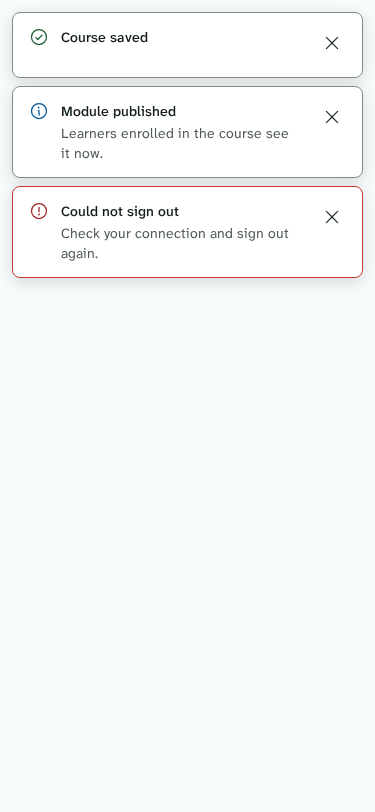 Course saved
Module published
Learners enrolled in the course see
it now.
Could not sign out
Check your connection and sign out
again.